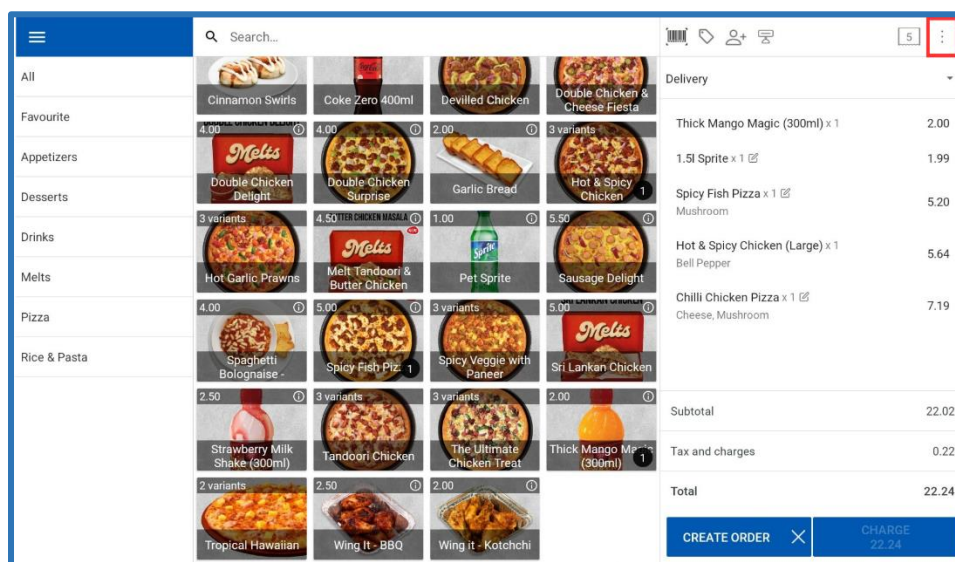 Search...
5
All
Favourite
Appetizers
Desserts
Drinks
Melts
Pizza
Rice & Pasta
Cinnamon Swirls
Coke Zero 400ml
Devilled Chicken
Double Chicken &
Cheese Fiesta
4.00
Melts
Double Chicken
Delight
4.00
Double Chicken
Surprise
2.00
Garlic Bread
3 variants
Hot & Spicy
Chicken
1
3 variants
Hot Garlic Prawns
4.50
BUTTER CHICKEN MASALA
Melts
Melt Tandoori &
Butter Chicken
1.00
Sprite
Pet Sprite
5.50
Sausage Delight
4.00
Spaghetti
Bolognaise -
5.00
Spicy Fish Piz
1
3 variants
Spicy Veggie with
Paneer
5.00
SRI LANKAN CHICKEN
Melts
Sri Lankan Chicken
2.50
Strawberry Milk
Shake (300ml)
3 variants
Tandoori Chicken
3 variants
The Ultimate
Chicken Treat
2.00
Thick Mango Magic
(300ml)
1
2 variants
Tropical Hawaiian
2.50
Wing It - BBQ
2.00
Wing it - Kotchchi
Delivery
Thick Mango Magic (300ml) x 1 2.00
1.5l Sprite x 1 1.99
Spicy Fish Pizza x 1 5.20
Mushroom
Hot & Spicy Chicken (Large) x 1 5.64
Bell Pepper
Chilli Chicken Pizza x 1 7.19
Cheese, Mushroom
Subtotal 22.02
Tax and charges 0.22
Total 22.24
CREATE ORDER
CHARGE
22.24